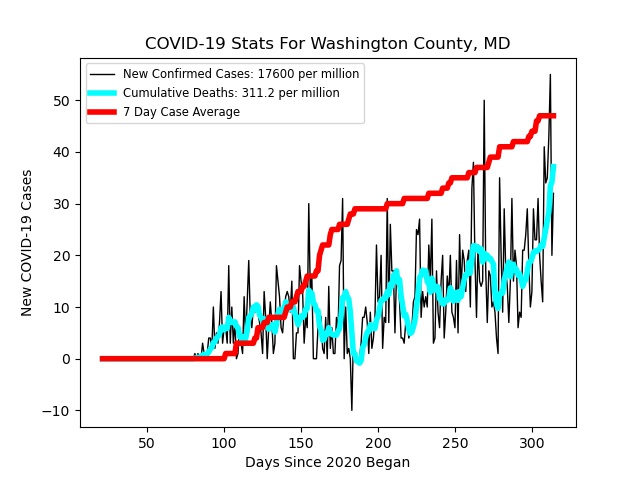 COVID-19 Stats For Washington County, MD
New Confirmed Cases: 17600 per million
Cumulative Deaths: 311.2 per million
7 Day Case Average
New COVID-19 Cases
50
40
30
20
10
0
−10
50 100 150 200 250 300
Days Since 2020 Began